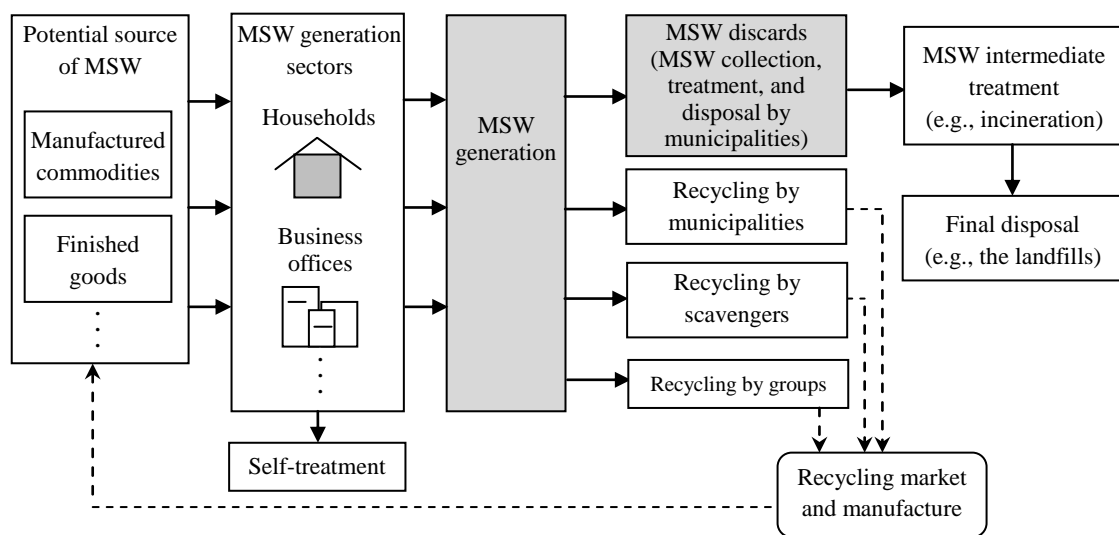 Potential source
of MSW
Manufactured
commodities
Finished
goods
MSW generation
sectors
Households
Business
offices
Self-treatment
MSW
generation
MSW discards
(MSW collection,
treatment, and
disposal by
municipalities)
Recycling by
municipalities
Recycling by
scavengers
Recycling by groups
MSW intermediate
treatment
(e.g., incineration)
Final disposal
(e.g., the landfills)
Recycling market
and manufacture